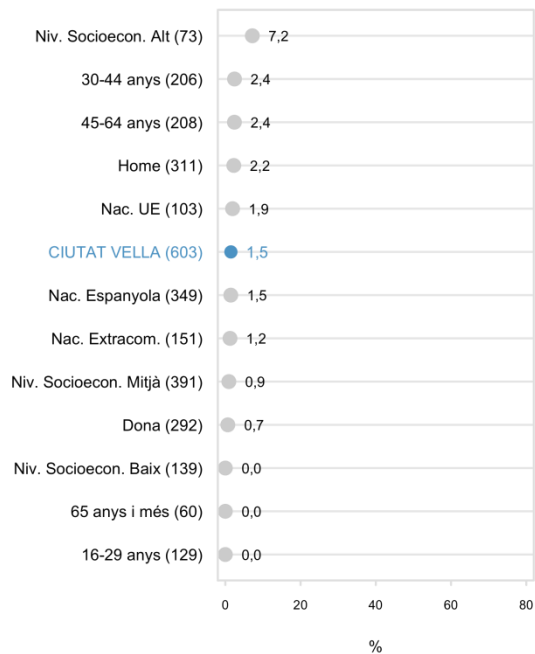 Niv. Socioecon. Alt (73) 7,2
30-44 anys (206) 2,4
45-64 anys (208) 2,4
Home (311) 2,2
Nac. UE (103) 1,9
CIUTAT VELLA (603) 1,5
Nac. Espanyola (349) 1,5
Nac. Extracom. (151) 1,2
Niv. Socioecon. Mitjà (391) 0,9
Dona (292) 0,7
Niv. Socioecon. Baix (139) 0,0
65 anys i més (60) 0,0
16-29 anys (129) 0,0
0 20 40 60 80
%